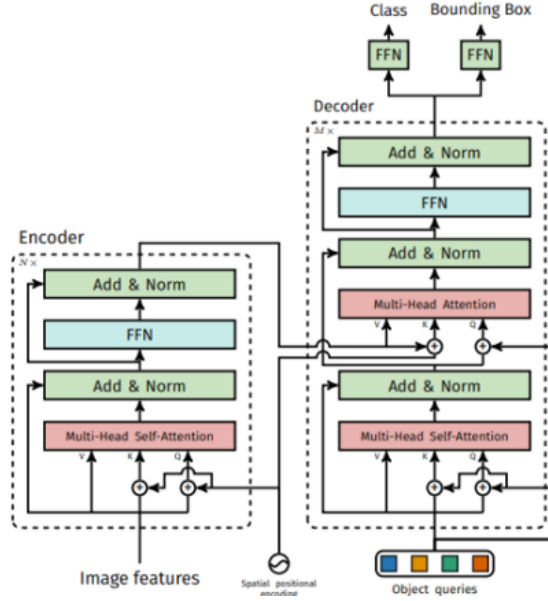 Class
Bounding Box
FFN
FFN
Decoder
M×
Add & Norm
FFN
Add & Norm
Multi-Head Attention
V
K
Q
Add & Norm
Multi-Head Self-Attention
V
K
Q
Object queries
Encoder
N×
Add & Norm
FFN
Add & Norm
Multi-Head Self-Attention
V
K
Q
Image features
Spatial positional
encoding